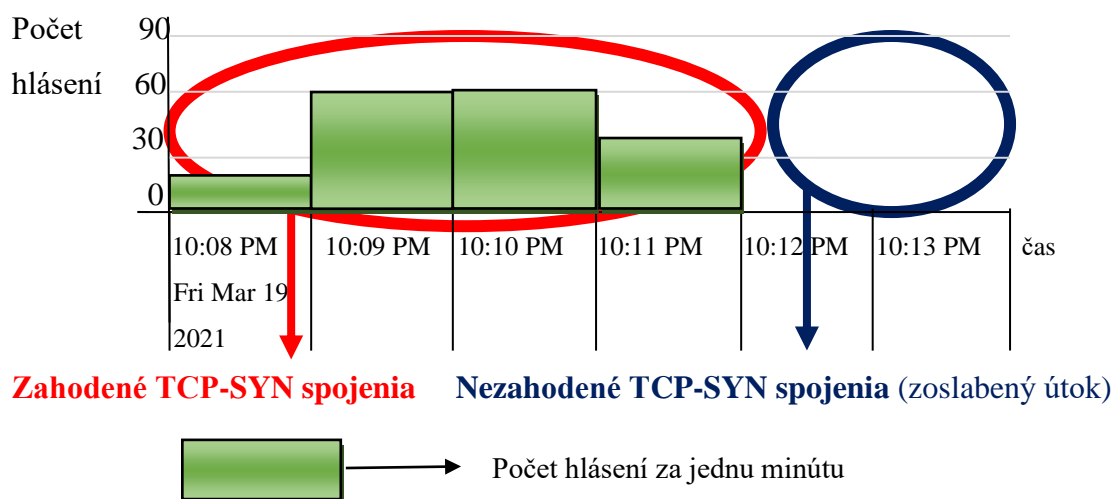 Počet
hlásení
90
60
30
0
10:08 PM 10:09 PM 10:10 PM 10:11 PM 10:12 PM 10:13 PM čas
Fri Mar 19
2021
Zahodené TCP-SYN spojenia Nezahodené TCP-SYN spojenia (zoslabený útok)
Počet hlásení za jednu minútu